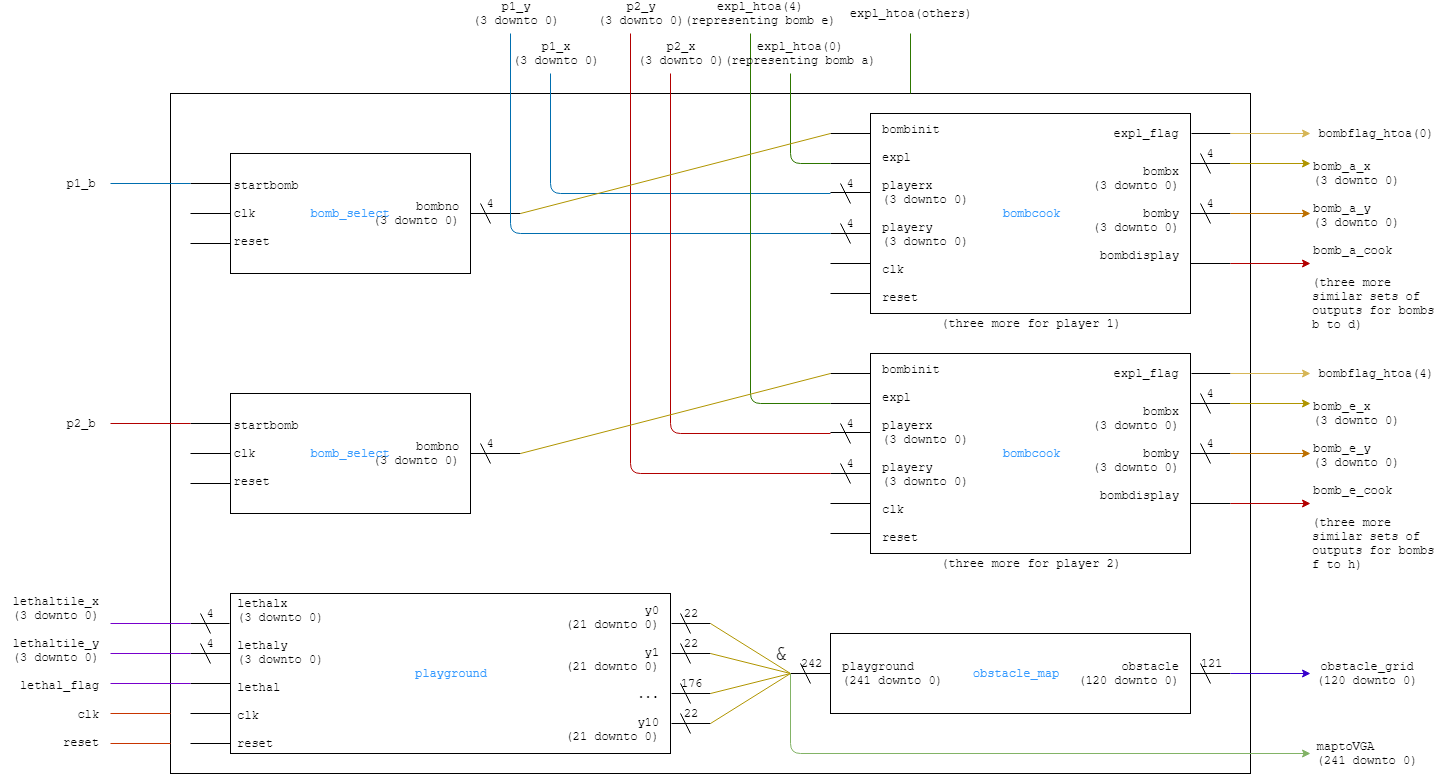 p1_y
(3 downto 0)
p2_y
(3 downto 0)
expl_htoa(4)
(representing bomb e)
expl_htoa(others)
p1_x
(3 downto 0)
p2_x
(3 downto 0)
expl_htoa(0)
(representing bomb a)
p1_b
startbomb
clk
reset
bomb_select
bombno
(3 downto 0)
4
bombinit
expl
4
playerx
(3 downto 0)
4
playery
(3 downto 0)
clk
reset
bombcook
expl_flag
bombx
(3 downto 0)
bomby
(3 downto 0)
bombdisplay
4
4
(three more for player 1)
bombflag_htoa(0)
bomb_a_x
(3 downto 0)
bomb_a_y
(3 downto 0)
bomb_a_cook
(three more
similar sets of
outputs for bombs
b to d)
p2_b
startbomb
clk
reset
bomb_select
bombno
(3 downto 0)
4
bombinit
expl
4
playerx
(3 downto 0)
4
playery
(3 downto 0)
clk
reset
bombcook
expl_flag
bombx
(3 downto 0)
bomby
(3 downto 0)
bombdisplay
4
4
(three more for player 2)
bombflag_htoa(4)
bomb_e_x
(3 downto 0)
bomb_e_y
(3 downto 0)
bomb_e_cook
(three more
similar sets of
outputs for bombs
f to h)
lethaltile_x
(3 downto 0)
lethaltile_y
(3 downto 0)
lethal_flag
clk
reset
4
4
lethalx
(3 downto 0)
lethaly
(3 downto 0)
lethal
clk
reset
playground
y0
(21 downto 0)
y1
(21 downto 0)
...
y10
(21 downto 0)
22
22
176
22
&
242
playground
(241 downto 0)
obstacle_map
obstacle
(120 downto 0)
121
obstacle_grid
(120 downto 0)
maptoVGA
(241 downto 0)